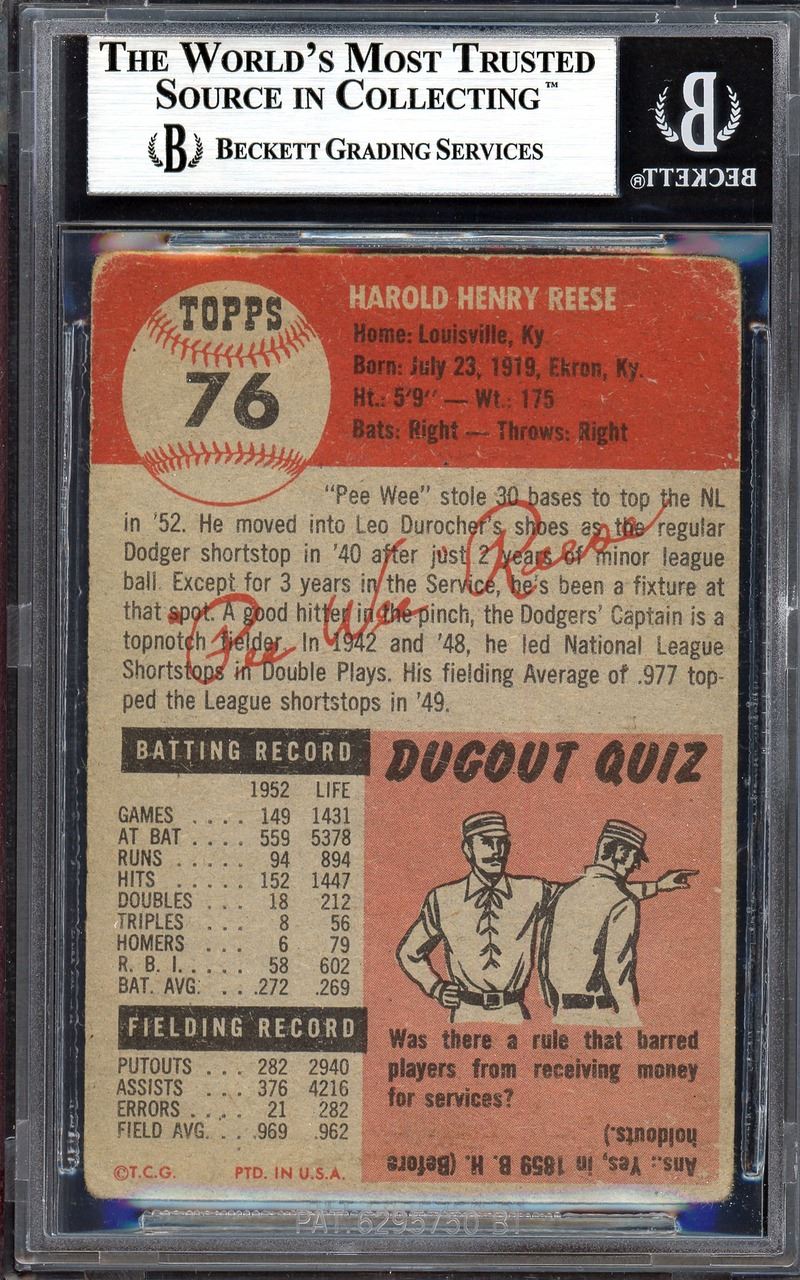 THE WORLD'S MOST TRUSTED
SOURCE IN COLLECTING™
B BECKETT GRADING SERVICES
B
BECKETT®
TOPPS
76
HAROLD HENRY REESE
Home: Louisville, Ky
Born: July 23, 1919, Ekron, Ky.
Ht.: 5'9" — Wt.: 175
Bats: Right — Throws: Right
"Pee Wee" stole 30 bases to top the NL
in '52. He moved into Leo Durocher's shoes as the regular
Dodger shortstop in '40 after just 2 years of minor league
ball. Except for 3 years in the Service, he's been a fixture at
that spot. A good hitter in the pinch, the Dodgers' Captain is a
topnotch fielder. In 1942 and '48, he led National League
Shortstops in Double Plays. His fielding Average of .977 top-
ped the League shortstops in '49.
"Pee Wee" Reese
BATTING RECORD
1952 LIFE
GAMES .... 149 1431
AT BAT .... 559 5378
RUNS ..... 94 894
HITS ..... 152 1447
DOUBLES ... 18 212
TRIPLES ... 8 56
HOMERS ... 6 79
R. B. I. .... 58 602
BAT. AVG. ... .272 .269
FIELDING RECORD
PUTOUTS ... 282 2940
ASSISTS ... 376 4216
ERRORS .... 21 282
FIELD AVG. ... .969 .962
©T.C.G. PTD. IN U.S.A.
DUGOUT QUIZ
Was there a rule that barred
players from receiving money
for services?
Ans.: Yes, in 1859 B. H. (Before
holdouts.)
PAT. 6295750 B1